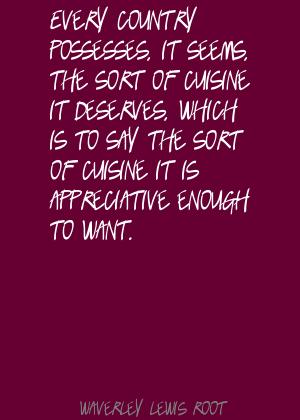 EVERY COUNTRY
POSSESSES, IT SEEMS,
THE SORT OF CUISINE
IT DESERVES, WHICH
IS TO SAY THE SORT
OF CUISINE IT IS
APPRECIATIVE ENOUGH
TO WANT.
WAVERLEY LEWIS ROOT